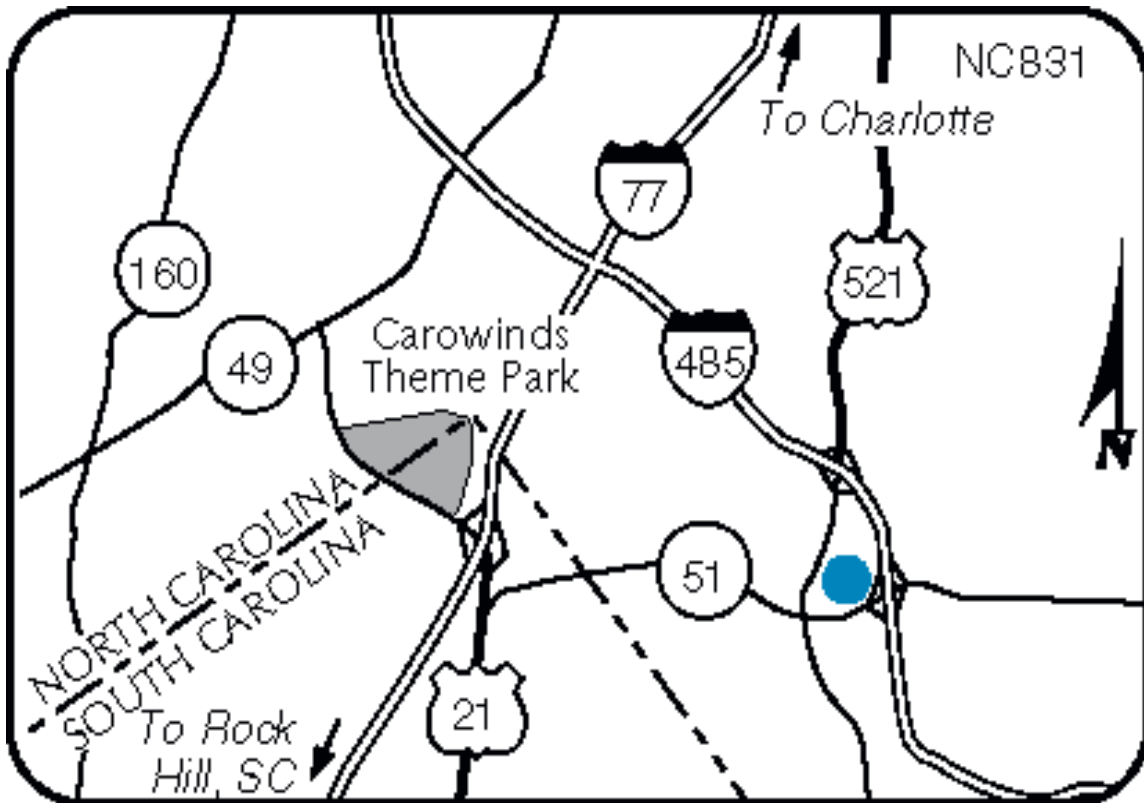 NC831
To Charlotte
77
160
521
Carowinds
Theme Park
49
485
N
NORTH CAROLINA
SOUTH CAROLINA
51
21
To Rock
Hill, SC